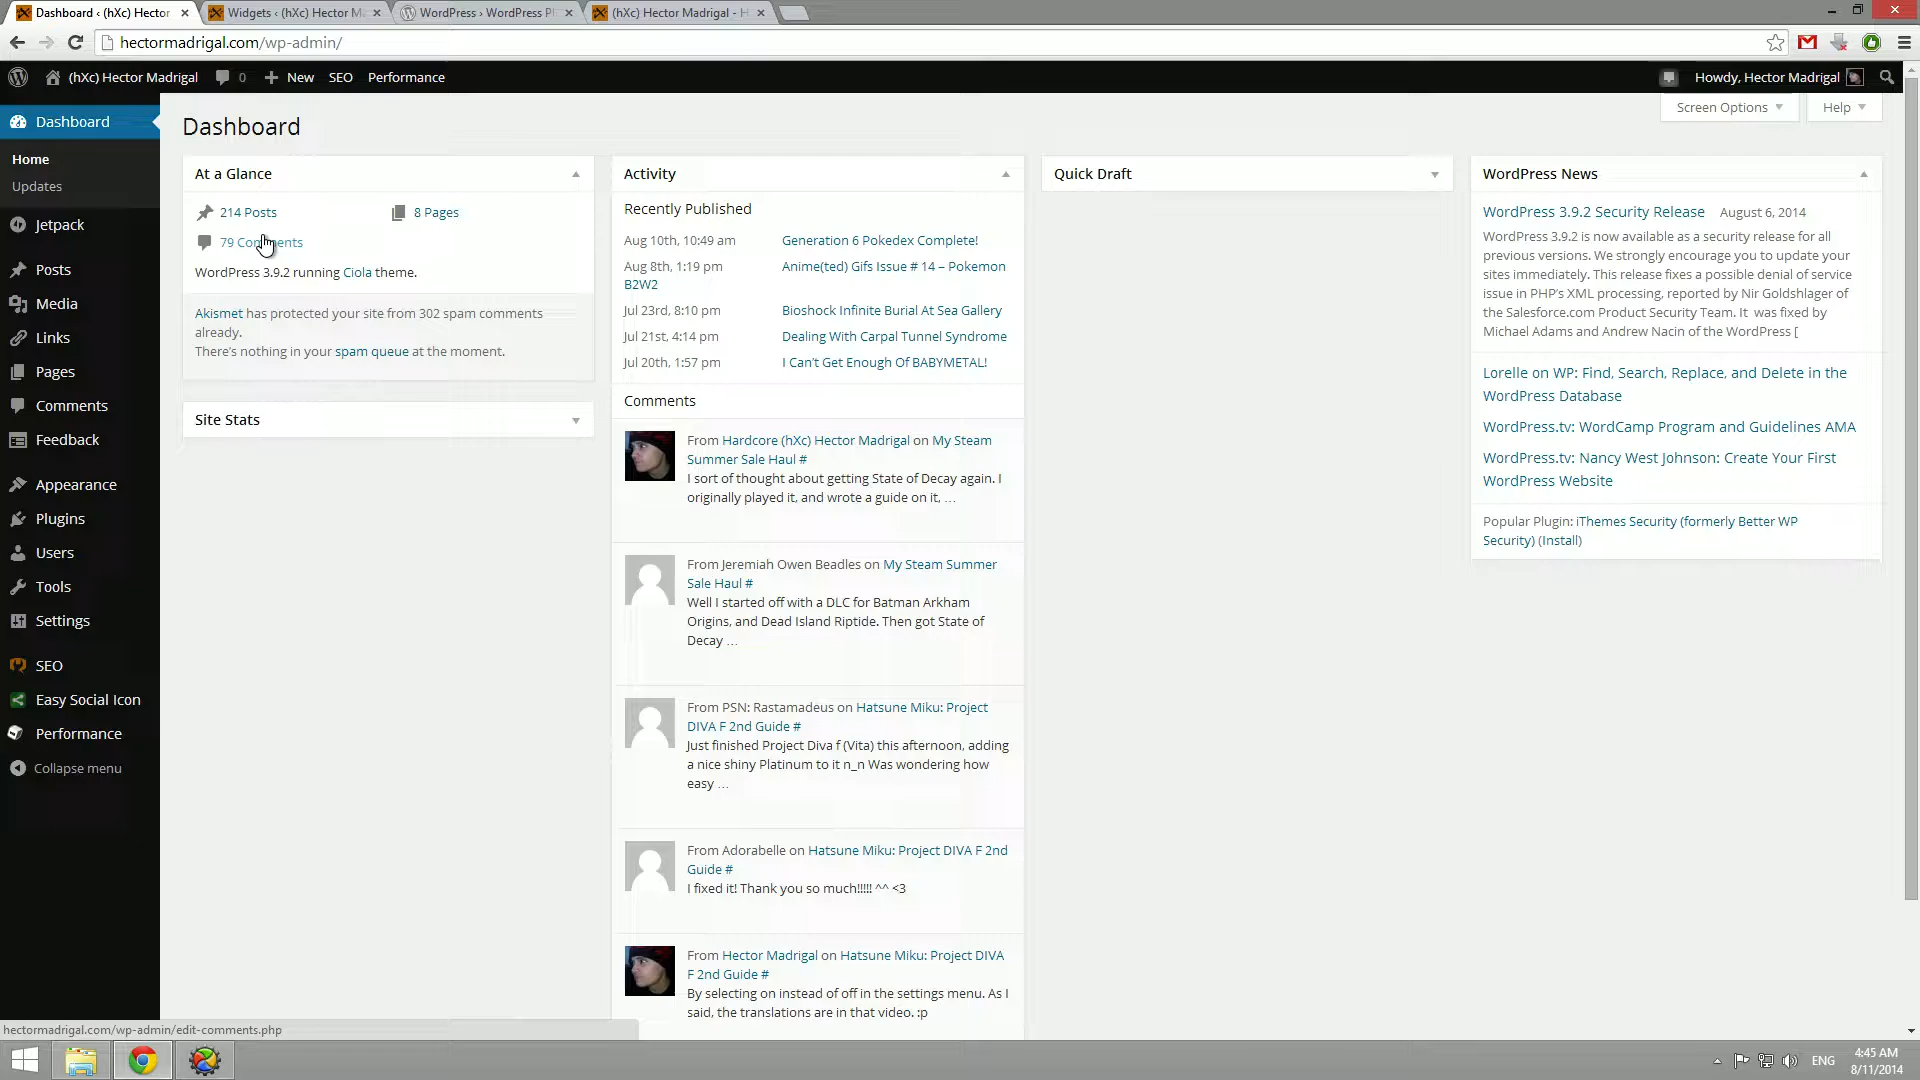 Dashboard ‹ (hXc) Hector
Widgets ‹ (hXc) Hector M
WordPress › WordPress Pl
(hXc) Hector Madrigal - H
hectormadrigal.com/wp-admin/
(hXc) Hector Madrigal
0
New
SEO
Performance
Howdy, Hector Madrigal
Dashboard
Home
Updates
Jetpack
Posts
Media
Links
Pages
Comments
Feedback
Appearance
Plugins
Users
Tools
Settings
SEO
Easy Social Icon
Performance
Collapse menu
Screen Options
Help
Dashboard
At a Glance
214 Posts
8 Pages
79 Comments
WordPress 3.9.2 running Ciola theme.
Akismet has protected your site from 302 spam comments
already.
There's nothing in your spam queue at the moment.
Site Stats
Activity
Recently Published
Aug 10th, 10:49 am Generation 6 Pokedex Complete!
Aug 8th, 1:19 pm Anime(ted) Gifs Issue # 14 – Pokemon
B2W2
Jul 23rd, 8:10 pm Bioshock Infinite Burial At Sea Gallery
Jul 21st, 4:14 pm Dealing With Carpal Tunnel Syndrome
Jul 20th, 1:57 pm I Can't Get Enough Of BABYMETAL!
Comments
From Hardcore (hXc) Hector Madrigal on My Steam
Summer Sale Haul #
I sort of thought about getting State of Decay again. I
originally played it, and wrote a guide on it, …
From Jeremiah Owen Beadles on My Steam Summer
Sale Haul #
Well I started off with a DLC for Batman Arkham
Origins, and Dead Island Riptide. Then got State of
Decay …
From PSN: Rastamadeus on Hatsune Miku: Project
DIVA F 2nd Guide #
Just finished Project Diva f (Vita) this afternoon, adding
a nice shiny Platinum to it n_n Was wondering how
easy …
From Adorabelle on Hatsune Miku: Project DIVA F 2nd
Guide #
I fixed it! Thank you so much!!!!! ^^ <3
From Hector Madrigal on Hatsune Miku: Project DIVA
F 2nd Guide #
By selecting on instead of off in the settings menu. As I
said, the translations are in that video. :p
Quick Draft
WordPress News
WordPress 3.9.2 Security Release August 6, 2014
WordPress 3.9.2 is now available as a security release for all
previous versions. We strongly encourage you to update your
sites immediately. This release fixes a possible denial of service
issue in PHP's XML processing, reported by Nir Goldshlager of
the Salesforce.com Product Security Team. It was fixed by
Michael Adams and Andrew Nacin of the WordPress [
Lorelle on WP: Find, Search, Replace, and Delete in the
WordPress Database
WordPress.tv: WordCamp Program and Guidelines AMA
WordPress.tv: Nancy West Johnson: Create Your First
WordPress Website
Popular Plugin: iThemes Security (formerly Better WP
Security) (Install)
hectormadrigal.com/wp-admin/edit-comments.php
ENG
4:45 AM
8/11/2014